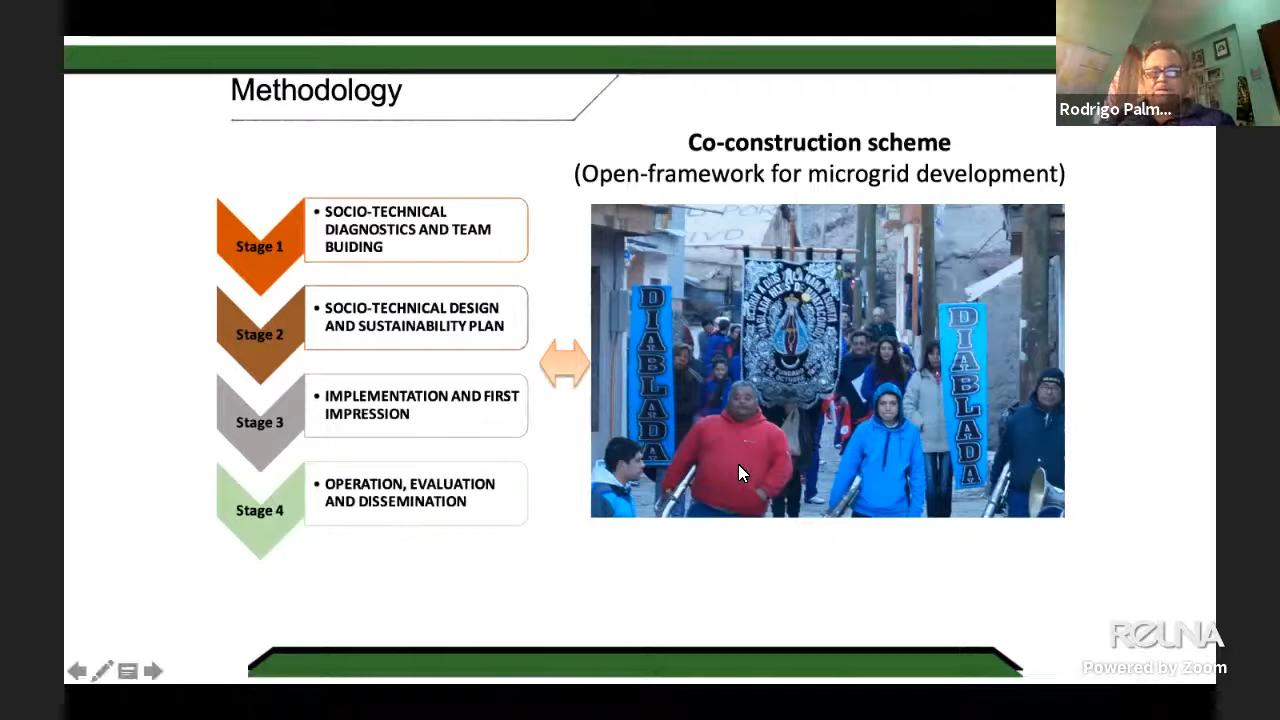 Methodology
Rodrigo Palm...
Co-construction scheme
(Open-framework for microgrid development)
Stage 1
• SOCIO-TECHNICAL
DIAGNOSTICS AND TEAM
BUIDING
Stage 2
• SOCIO-TECHNICAL DESIGN
AND SUSTAINABILITY PLAN
Stage 3
• IMPLEMENTATION AND FIRST
IMPRESSION
Stage 4
• OPERATION, EVALUATION
AND DISSEMINATION
DIABLADA
DIABLADA
REUNA
Powered by Zoom